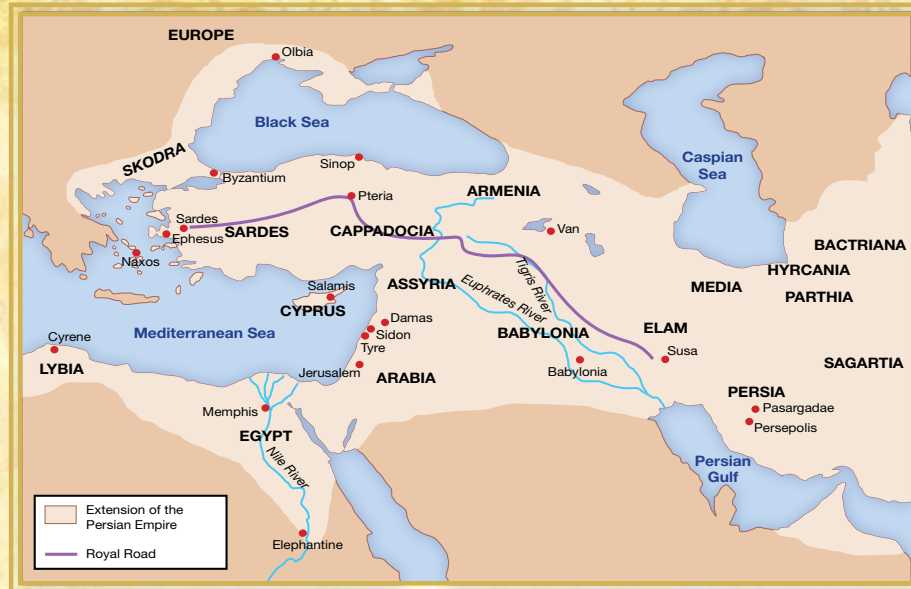 EUROPE
Olbia
Black Sea
SKODRA
Sinop
Byzantium
Caspian
Sea
Pteria
ARMENIA
Sardes
SARDES
CAPPADOCIA
Van
Ephesus
BACTRIANA
Naxos
HYRCANIA
MEDIA
PARTHIA
Tigris River
Salamis
ASSYRIA
Euphrates River
CYPRUS
Damas
Mediterranean Sea
Sidon
BABYLONIA
ELAM
Cyrene
Tyre
Susa
LYBIA
Jerusalem
ARABIA
Babylonia
SAGARTIA
PERSIA
Memphis
Pasargadae
Persepolis
EGYPT
Nile River
Persian
Gulf
Extension of the
Persian Empire
Royal Road
Elephantine